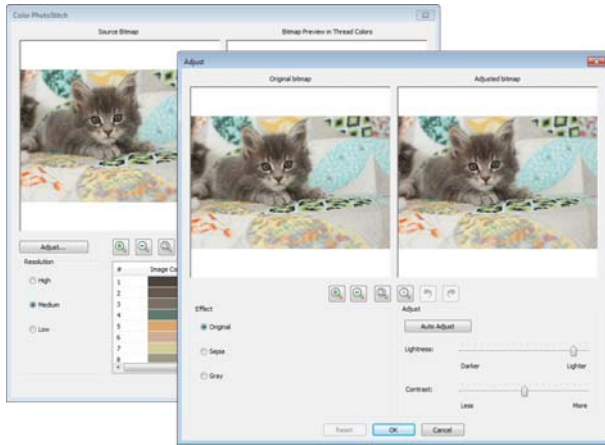 Color PhotoStitch
Source Bitmap
Bitmap Preview in Thread Colors
Adjust...
Resolution
High
Medium
Low
# Image Co
1
2
3
4
5
6
7
8
Adjust
Original bitmap
Adjusted bitmap
Effect
Original
Sepia
Gray
Adjust
Auto Adjust
Lightness:
Darker Lighter
Contrast:
Less More
Reset OK Cancel